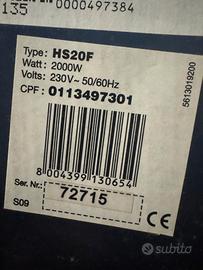 0000497384
135
Type: HS20F
Watt: 2000W
Volts: 230V~ 50/60Hz
CPF: 0113497301
5613019200
8 004399 130654
Ser. Nr.: 72715
S09
CE
subito